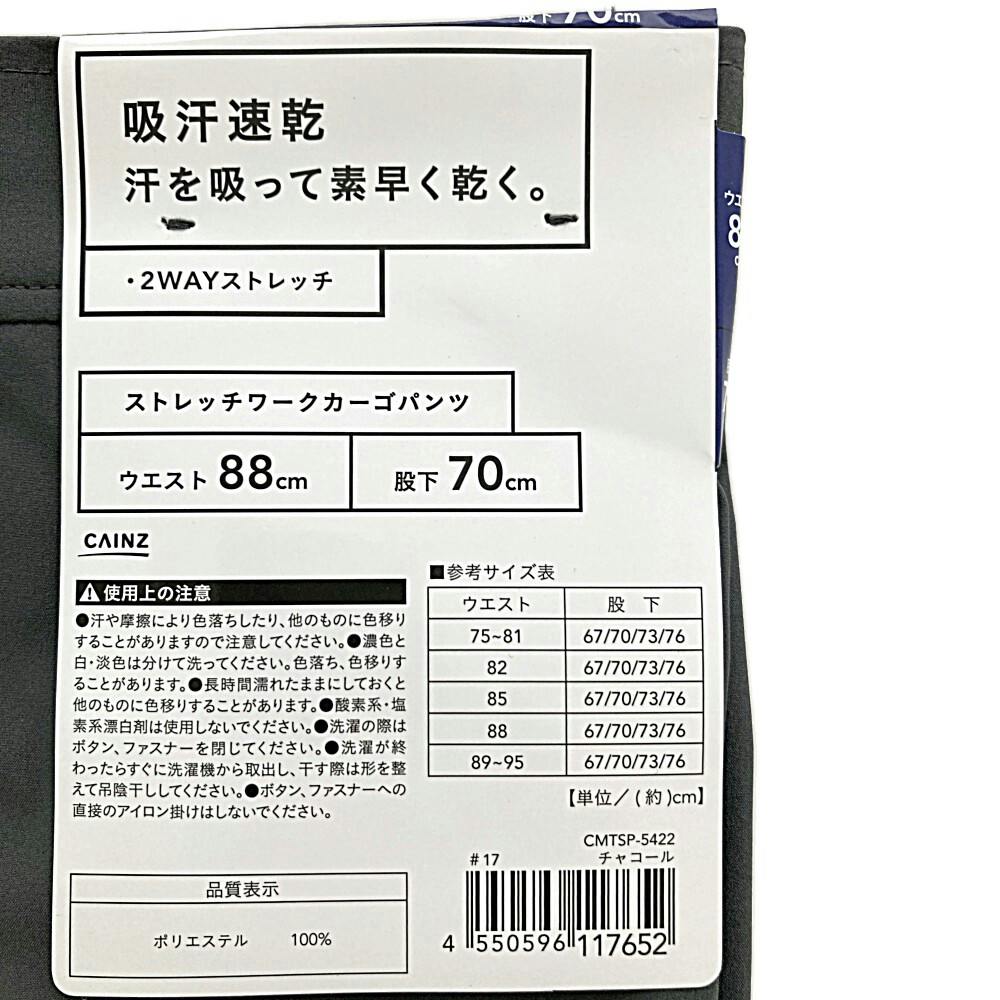 股下 70cm
吸汗速乾
汗を吸って素早く乾く。
・2WAYストレッチ
ストレッチワークカーゴパンツ
ウエスト 88cm
股下 70cm
CAINZ
使用上の注意
●汗や摩擦により色落ちしたり、他のものに色移り
することがありますので注意してください。●濃色と
白・淡色は分けて洗ってください。色落ち、色移りす
ることがあります。●長時間濡れたままにしておくと
他のものに色移りすることがあります。●酸素系・塩
素系漂白剤は使用しないでください。●洗濯の際は
ボタン、ファスナーを閉じてください。●洗濯が終
わったらすぐに洗濯機から取出し、干す際は形を整
えて吊陰干ししてください。●ボタン、ファスナーへの
直接のアイロン掛けはしないでください。
■参考サイズ表
ウエスト 股 下
75~81 67/70/73/76
82 67/70/73/76
85 67/70/73/76
88 67/70/73/76
89~95 67/70/73/76
【単位／(約)cm】
品質表示
ポリエステル 100%
CMTSP-5422
#17 チャコール
4 550596 117652